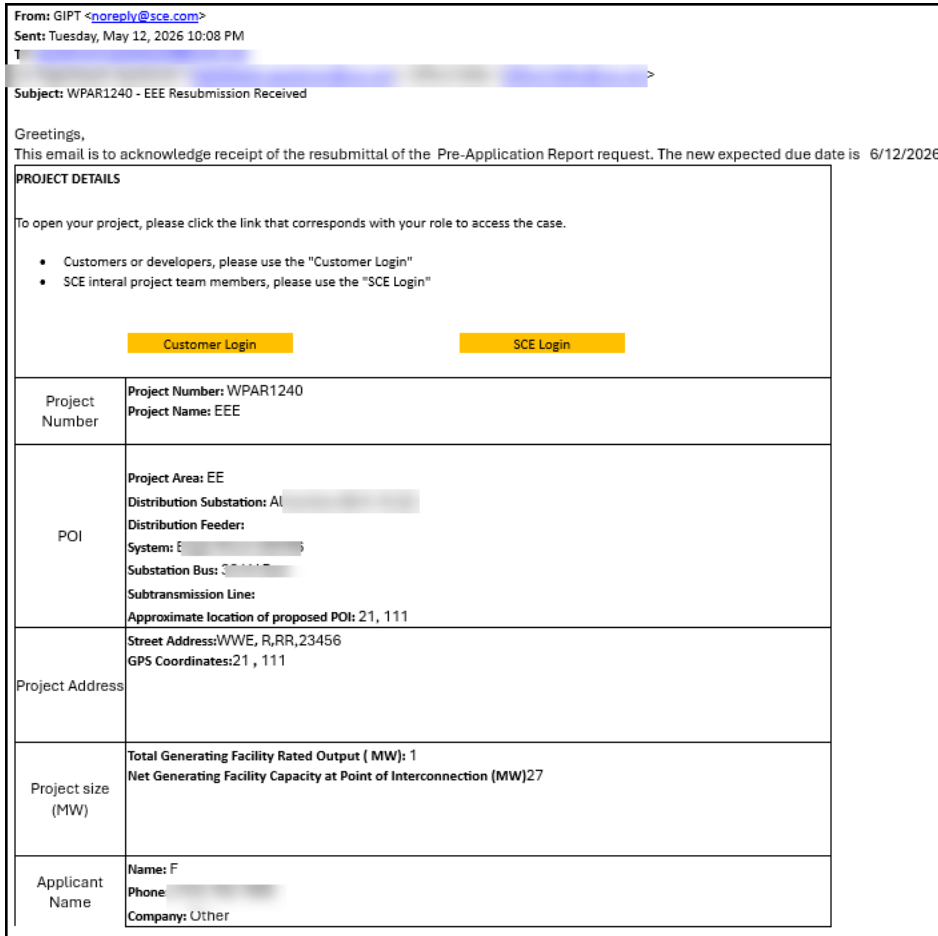 From: GIPT <noreply@sce.com>
Sent: Tuesday, May 12, 2026 10:08 PM
Subject: WPAR1240 - EEE Resubmission Received
Greetings,
This email is to acknowledge receipt of the resubmittal of the Pre-Application Report request. The new expected due date is 6/12/2026
PROJECT DETAILS
To open your project, please click the link that corresponds with your role to access the case.
• Customers or developers, please use the "Customer Login"
• SCE interal project team members, please use the "SCE Login"
Customer Login
SCE Login
Project Number
Project Number: WPAR1240
Project Name: EEE
POI
Project Area: EE
Distribution Substation:
Distribution Feeder:
System:
Substation Bus:
Subtransmission Line:
Approximate location of proposed POI: 21, 111
Project Address
Street Address:WWE, R,RR,23456
GPS Coordinates:21 , 111
Project size
(MW)
Total Generating Facility Rated Output ( MW): 1
Net Generating Facility Capacity at Point of Interconnection (MW)27
Applicant
Name
Name: F
Phone
Company: Other